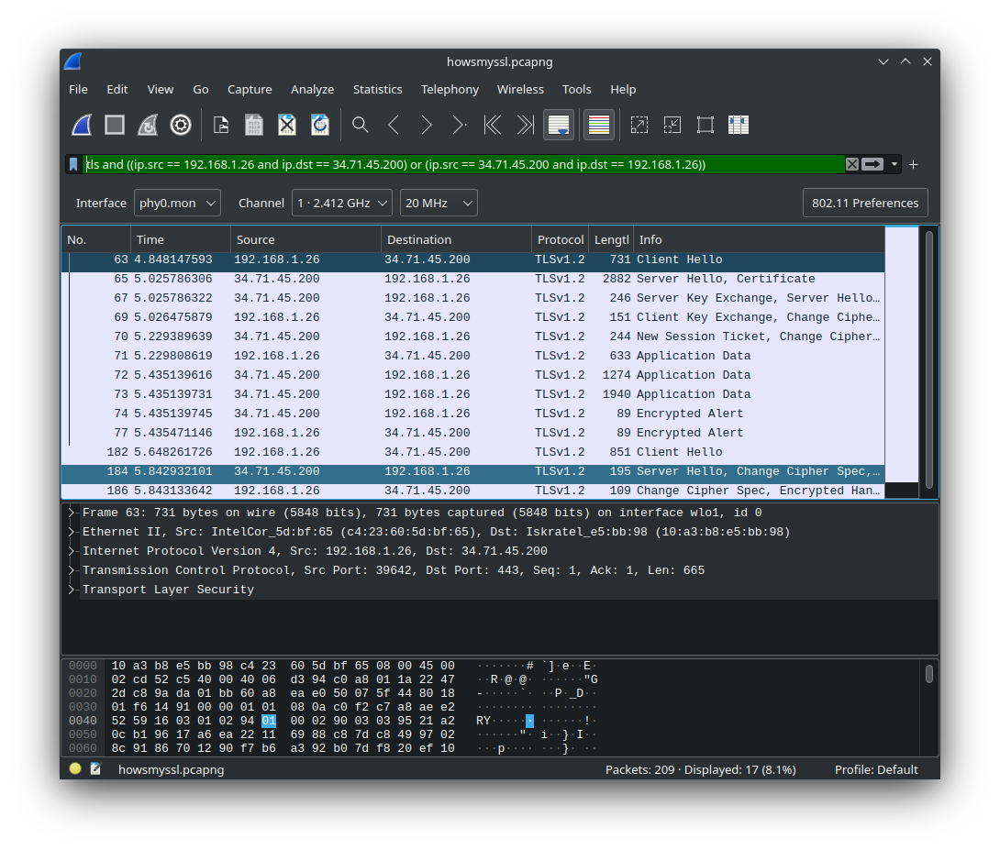 howsmyssl.pcapng
File Edit View Go Capture Analyze Statistics Telephony Wireless Tools Help
tls and ((ip.src == 192.168.1.26 and ip.dst == 34.71.45.200) or (ip.src == 34.71.45.200 and ip.dst == 192.168.1.26))
Interface phy0.mon Channel 1 · 2.412 GHz 20 MHz 802.11 Preferences
No. Time Source Destination Protocol Lengtl Info
63 4.848147593 192.168.1.26 34.71.45.200 TLSv1.2 731 Client Hello
65 5.025786306 34.71.45.200 192.168.1.26 TLSv1.2 2882 Server Hello, Certificate
67 5.025786322 34.71.45.200 192.168.1.26 TLSv1.2 246 Server Key Exchange, Server Hello…
69 5.026475879 192.168.1.26 34.71.45.200 TLSv1.2 151 Client Key Exchange, Change Ciphe…
70 5.229389639 34.71.45.200 192.168.1.26 TLSv1.2 244 New Session Ticket, Change Cipher…
71 5.229808619 192.168.1.26 34.71.45.200 TLSv1.2 633 Application Data
72 5.435139616 34.71.45.200 192.168.1.26 TLSv1.2 1274 Application Data
73 5.435139731 34.71.45.200 192.168.1.26 TLSv1.2 1940 Application Data
74 5.435139745 34.71.45.200 192.168.1.26 TLSv1.2 89 Encrypted Alert
77 5.435471146 192.168.1.26 34.71.45.200 TLSv1.2 89 Encrypted Alert
182 5.648261726 192.168.1.26 34.71.45.200 TLSv1.2 851 Client Hello
184 5.842932101 34.71.45.200 192.168.1.26 TLSv1.2 195 Server Hello, Change Cipher Spec,…
186 5.843133642 192.168.1.26 34.71.45.200 TLSv1.2 109 Change Cipher Spec, Encrypted Han…
Frame 63: 731 bytes on wire (5848 bits), 731 bytes captured (5848 bits) on interface wlo1, id 0
Ethernet II, Src: IntelCor_5d:bf:65 (c4:23:60:5d:bf:65), Dst: Iskratel_e5:bb:98 (10:a3:b8:e5:bb:98)
Internet Protocol Version 4, Src: 192.168.1.26, Dst: 34.71.45.200
Transmission Control Protocol, Src Port: 39642, Dst Port: 443, Seq: 1, Ack: 1, Len: 665
Transport Layer Security
0000 10 a3 b8 e5 bb 98 c4 23 60 5d bf 65 08 00 45 00 ·······# `]·e··E·
0010 02 cd 52 c5 40 00 40 06 d3 94 c0 a8 01 1a 22 47 ··R·@·@· ······"G
0020 2d c8 9a da 01 bb 60 a8 ea e0 50 07 5f 44 80 18 -·····`· ··P·_D··
0030 01 f6 14 91 00 00 01 01 08 0a c0 f2 c7 a8 ae e2 ········ ········
0040 52 59 16 03 01 02 94 01 00 02 90 03 03 95 21 a2 RY······ ······!·
0050 0c b1 96 17 a6 ea 22 11 69 88 c8 7d c8 49 97 02 ······"· i··}·I··
0060 8c 91 86 70 12 90 f7 b6 a3 92 b0 7d f8 20 ef 10 ···p···· ···}· ··
howsmyssl.pcapng Packets: 209 · Displayed: 17 (8.1%) Profile: Default